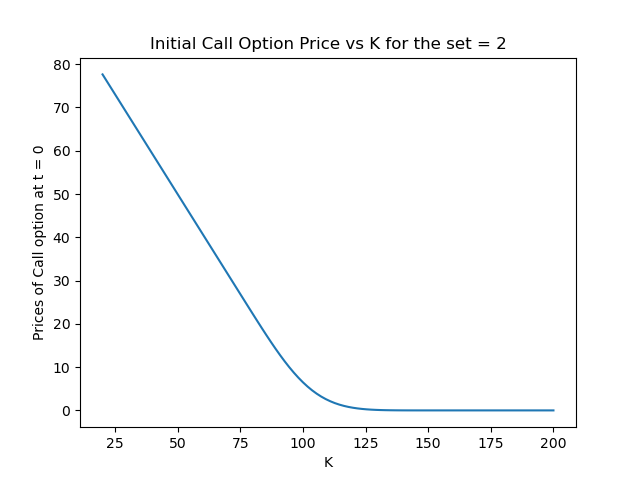 Initial Call Option Price vs K for the set = 2
Prices of Call option at t = 0
80
70
60
50
40
30
20
10
0
25 50 75 100 125 150 175 200
K